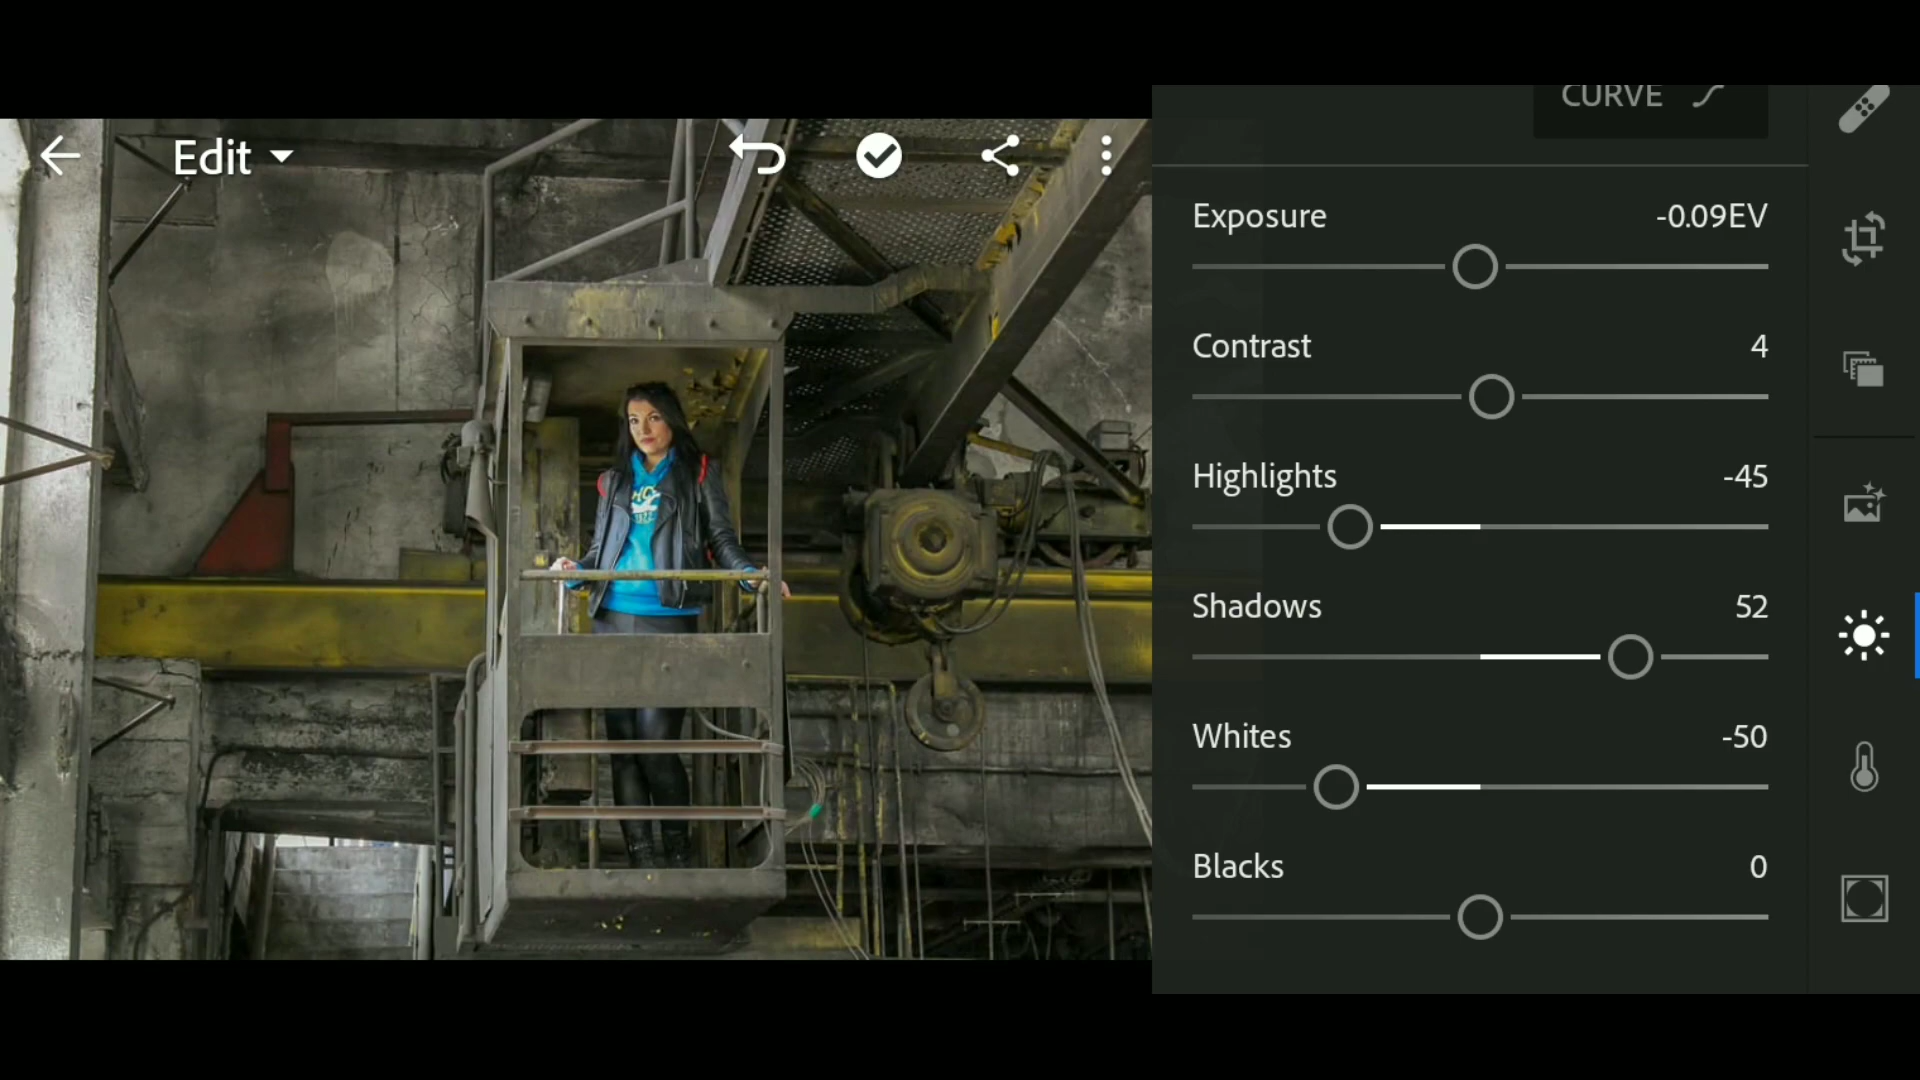 CURVE
Edit
Exposure -0.09EV
Contrast 4
Highlights -45
Shadows 52
Whites -50
Blacks 0